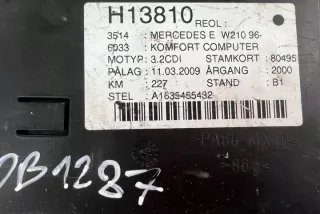 H13810 REOL:
3514 : MERCEDES E W210 96-
6033 : KOMFORT COMPUTER
MOTYP: 3.2CDI STAMKORT: 80495
PÅLAG: 11.03.2009 ÅRGANG: 2000
KM : 227 STAND : B1
STEL : A1635455432
>PA66
DB1287